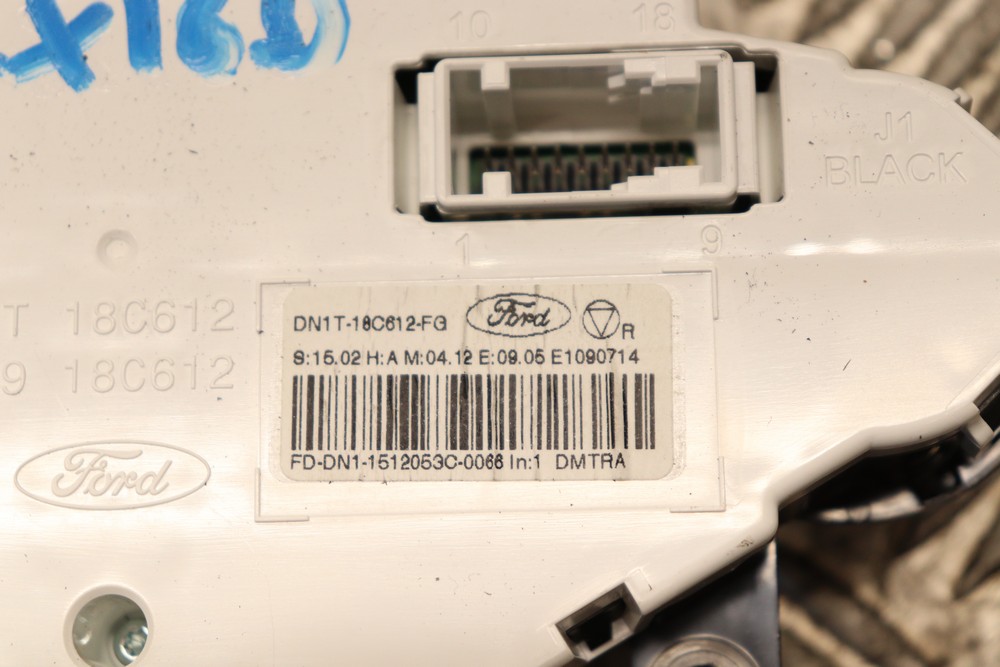 10 18
J1
BLACK
1 9
T 18C612
9 18C612
Ford
DN1T-18C612-FG Ford R
S:15.02 H:A M:04.12 E:09.05 E1090714
FD-DN1-1512053C-0066 In:1 DMTRA